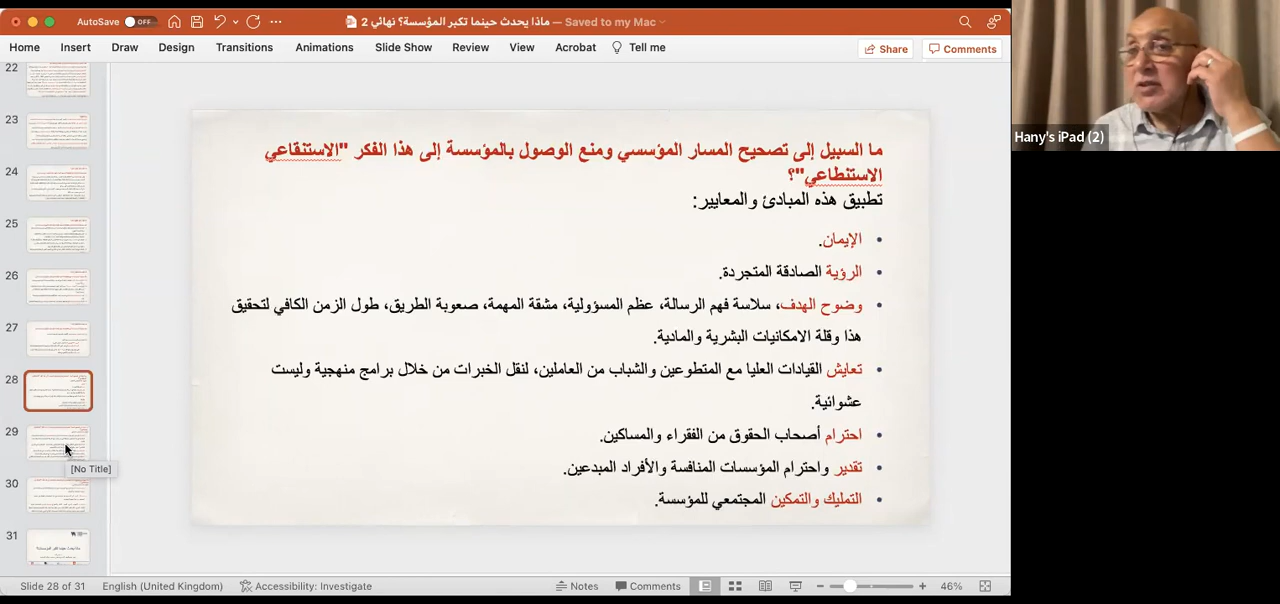 AutoSave OFF
ماذا يحدث حينما تكبر المؤسسة؟ نهائي 2 — Saved to my Mac
Home Insert Draw Design Transitions Animations Slide Show Review View Acrobat Tell me Share Comments
22
23
24
25
26
27
28
29
30
31
[No Title]
ما السبيل إلى تصحيح المسار المؤسسي ومنع الوصول بالمؤسسة إلى هذا الفكر "الاستنقاعي
الاستنطاعي"؟
تطبيق هذه المبادئ والمعايير:
• الإيمان.
• الرؤية الصادقة المتجردة.
• وضوح الهدف، سلاسة فهم الرسالة، عظم المسؤولية، مشقة المهمة، صعوبة الطريق، طول الزمن الكافي لتحقيق
هذا وقلة الامكانيات البشرية والمادية.
• تعايش القيادات العليا مع المتطوعين والشباب من العاملين، لنقل الخبرات من خلال برامج منهجية وليست
عشوائية.
• احترام أصحاب الحقوق من الفقراء والمساكين.
• تقدير واحترام المؤسسات المنافسة والأفراد المبدعين.
• التمليك والتمكين المجتمعي للمؤسسة.
Hany's iPad (2)
Slide 28 of 31 English (United Kingdom) Accessibility: Investigate Notes Comments 46%